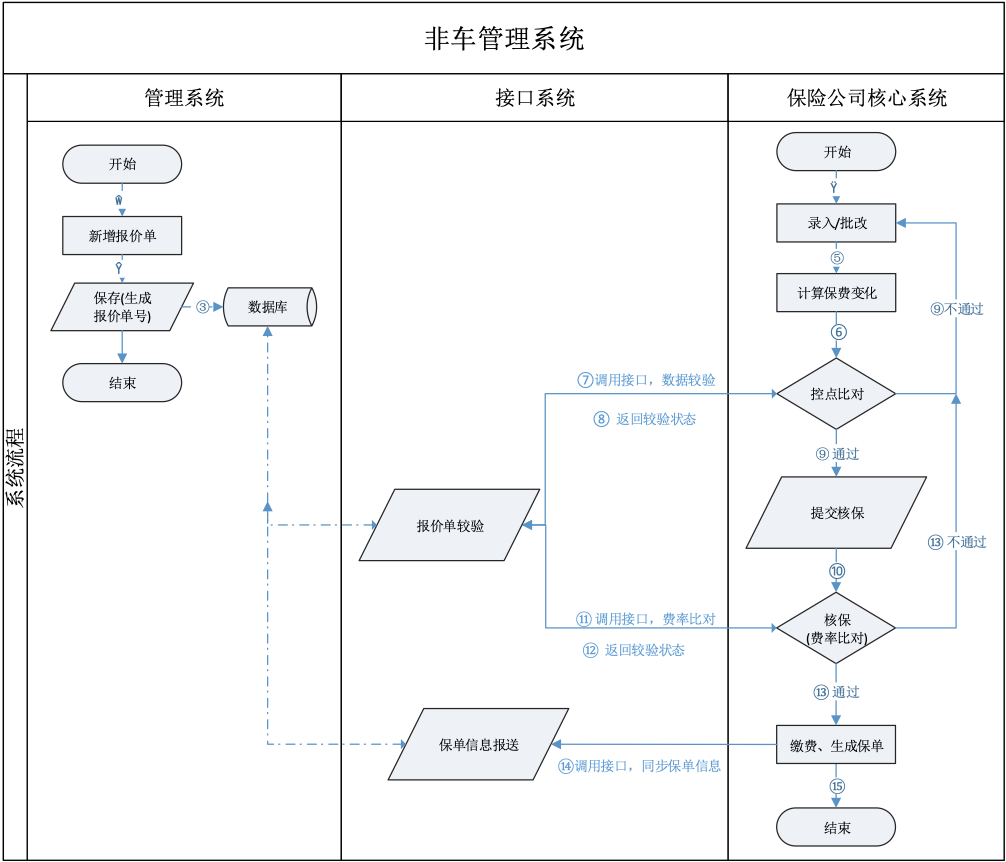 非车管理系统
管理系统
接口系统
保险公司核心系统
系统流程
开始
新增报价单
保存(生成
报价单号)
③
数据库
结束
⑦调用接口，数据较验
⑧ 返回较验状态
报价单较验
⑪ 调用接口，费率比对
⑫ 返回较验状态
保单信息报送
⑭调用接口，同步保单信息
开始
录入/批改
⑤
计算保费变化
⑥
⑨不通过
控点比对
⑨ 通过
提交核保
⑬ 不通过
⑩
核保
(费率比对)
⑬ 通过
缴费、生成保单
⑮
结束